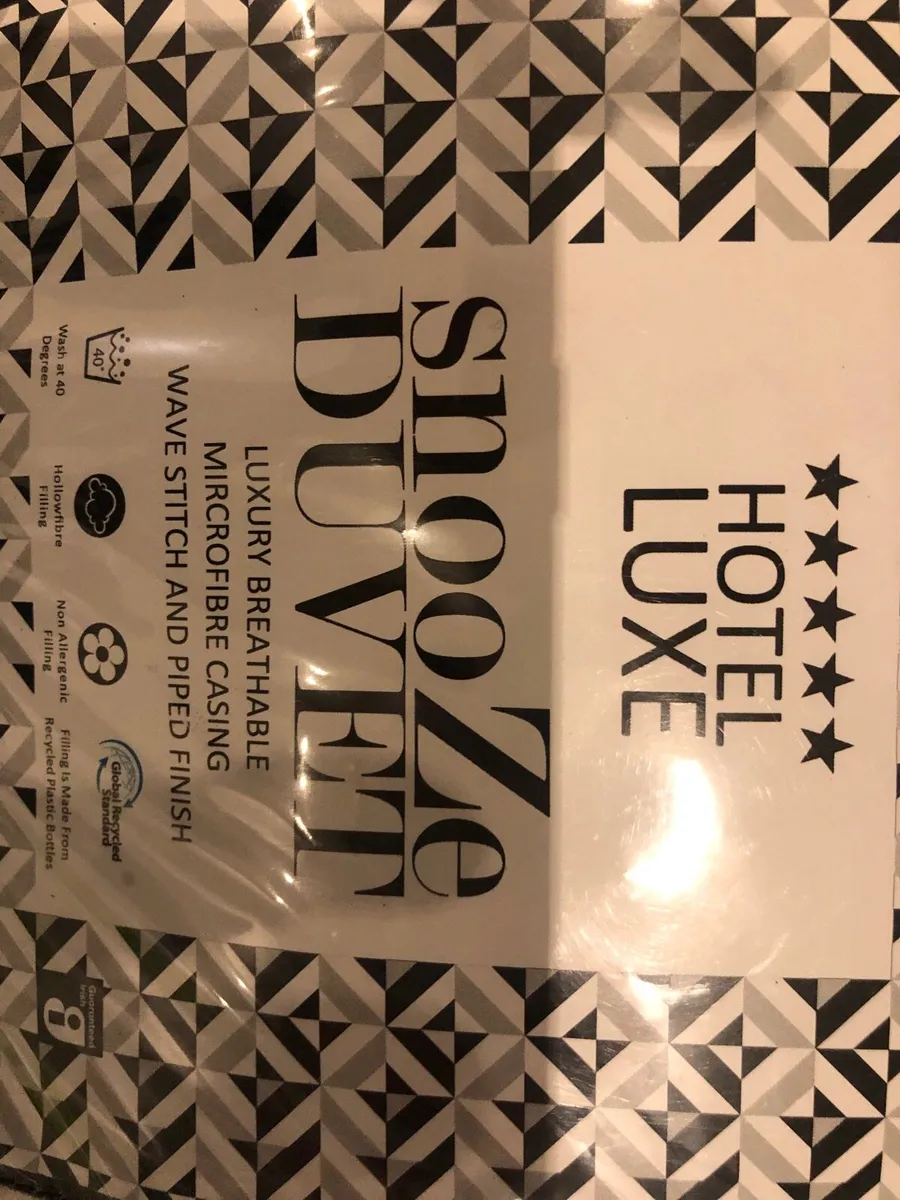 HOTEL
LUXE
snooze
DUVET
LUXURY BREATHABLE
MIRCROFIBRE CASING
WAVE STITCH AND PIPED FINISH
40°
Wash at 40
Degrees
Hollowfibre
Filling
Non Allergenic
Filling
Global Recycled
Standard
Filling Is Made From
Recycled Plastic Bottles
Guaranteed
Irish